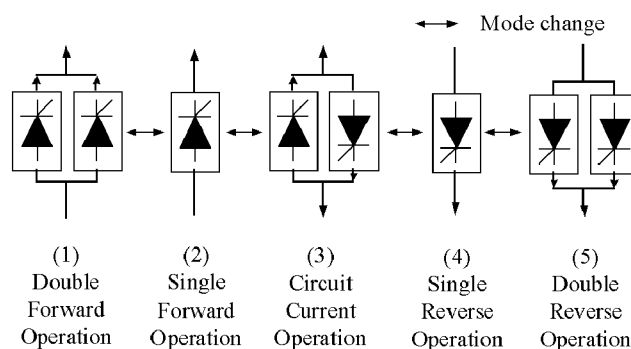 Mode change
(1)
Double
Forward
Operation
(2)
Single
Forward
Operation
(3)
Circuit
Current
Operation
(4)
Single
Reverse
Operation
(5)
Double
Reverse
Operation